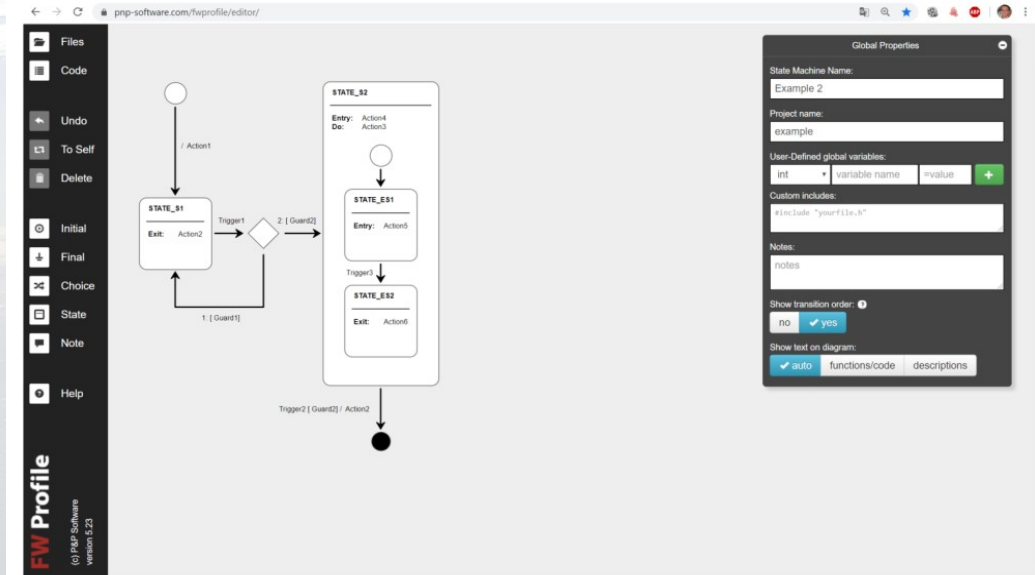 pnp-software.com/fwprofile/editor/
Files
Code
Undo
To Self
Delete
Initial
Final
Choice
State
Note
Help
FW Profile
(c) P&P Software
version 5.23
/ Action1
STATE_S1
Exit: Action2
Trigger1
2: [ Guard2]
1: [ Guard1]
STATE_S2
Entry: Action4
Do: Action3
STATE_ES1
Entry: Action5
Trigger3
STATE_ES2
Exit: Action6
Trigger2 [ Guard2] / Action2
Global Properties
State Machine Name:
Example 2
Project name:
example
User-Defined global variables:
int variable name =value +
Custom includes:
#include "yourfile.h"
Notes:
notes
Show transition order:
no yes
Show text on diagram:
auto functions/code descriptions